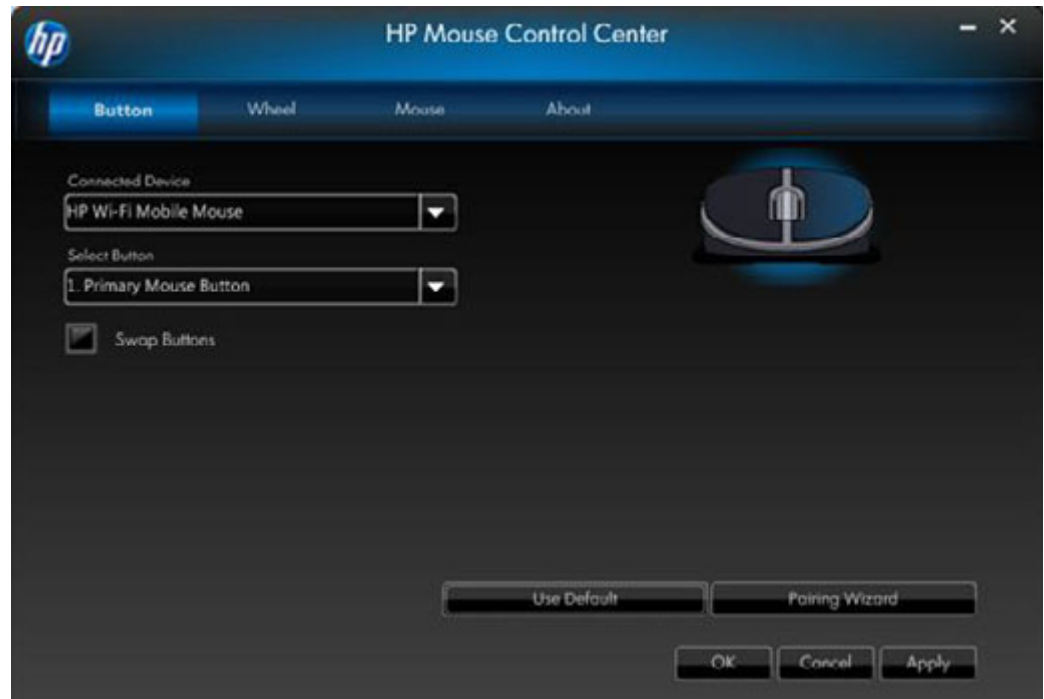 hp
HP Mouse Control Center
Button Wheel Mouse About
Connected Device
HP Wi-Fi Mobile Mouse
Select Button
1. Primary Mouse Button
Swap Buttons
Use Default Pairing Wizard
OK Cancel Apply